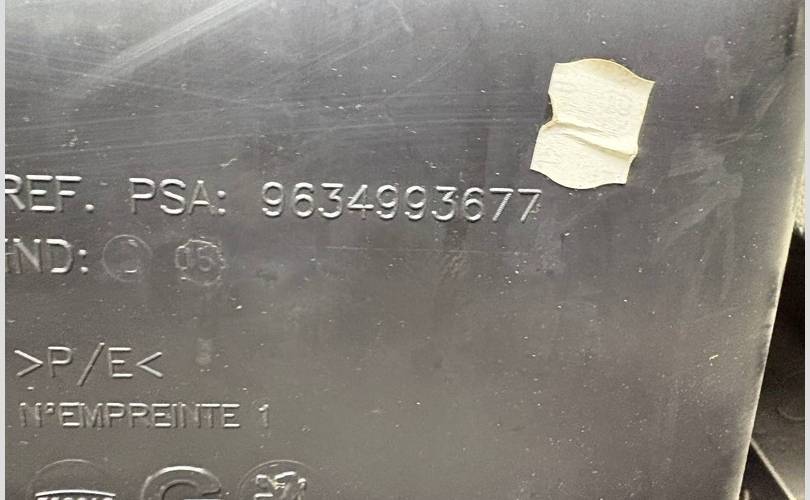 REF. PSA: 9634993677
IND:
>P/E<
N°EMPREINTE 1